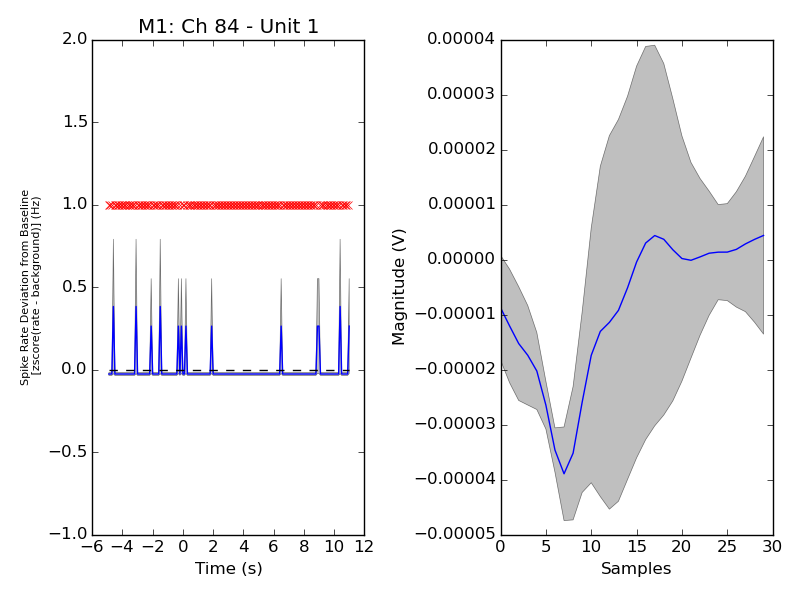 M1: Ch 84 - Unit 1
2.0
1.5
1.0
0.5
0.0
−0.5
−1.0
Spike Rate Deviation from Baseline
[zscore(rate - background)] (Hz)
−6 −4 −2 0 2 4 6 8 10 12
Time (s)
0.00004
0.00003
0.00002
0.00001
0.00000
−0.00001
−0.00002
−0.00003
−0.00004
−0.00005
Magnitude (V)
0 5 10 15 20 25 30
Samples